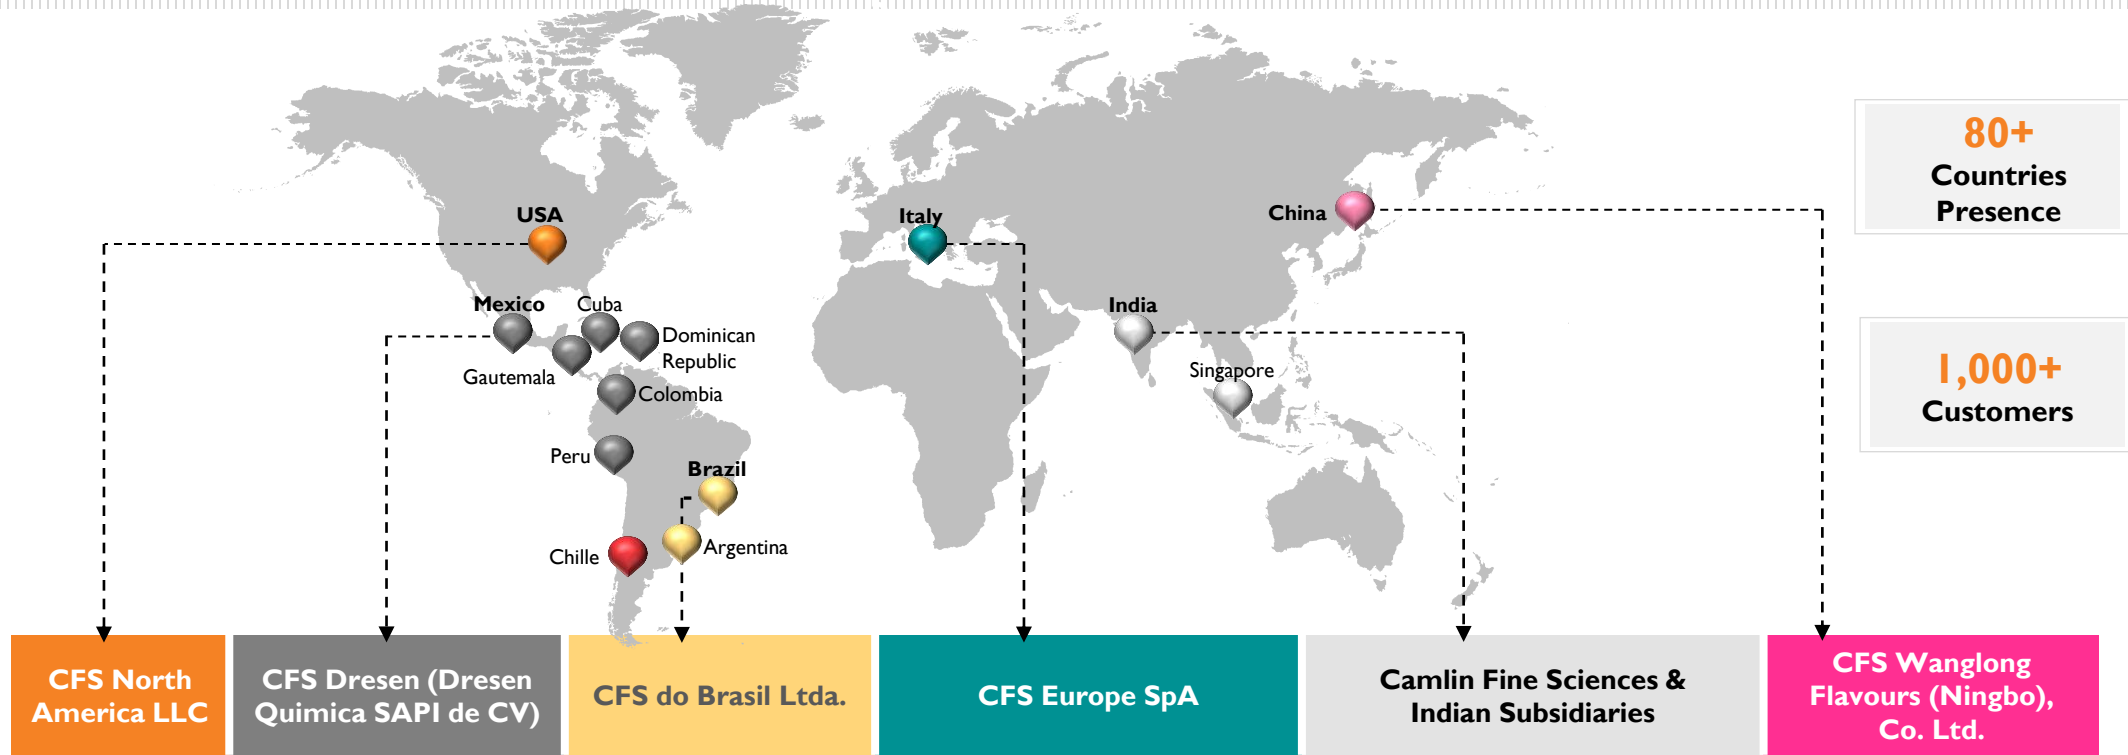 80+
Countries
Presence
USA
Italy
China
Mexico
Cuba
India
Dominican
Republic
1,000+
Customers
Gautemala
Singapore
Colombia
Peru
Brazil
Chille
Argentina
CFS North
America LLC
CFS Dresen (Dresen
Quimica SAPI de CV)
CFS do Brasil Ltda.
CFS Europe SpA
Camlin Fine Sciences &
Indian Subsidiaries
CFS Wanglong
Flavours (Ningbo),
Co. Ltd.